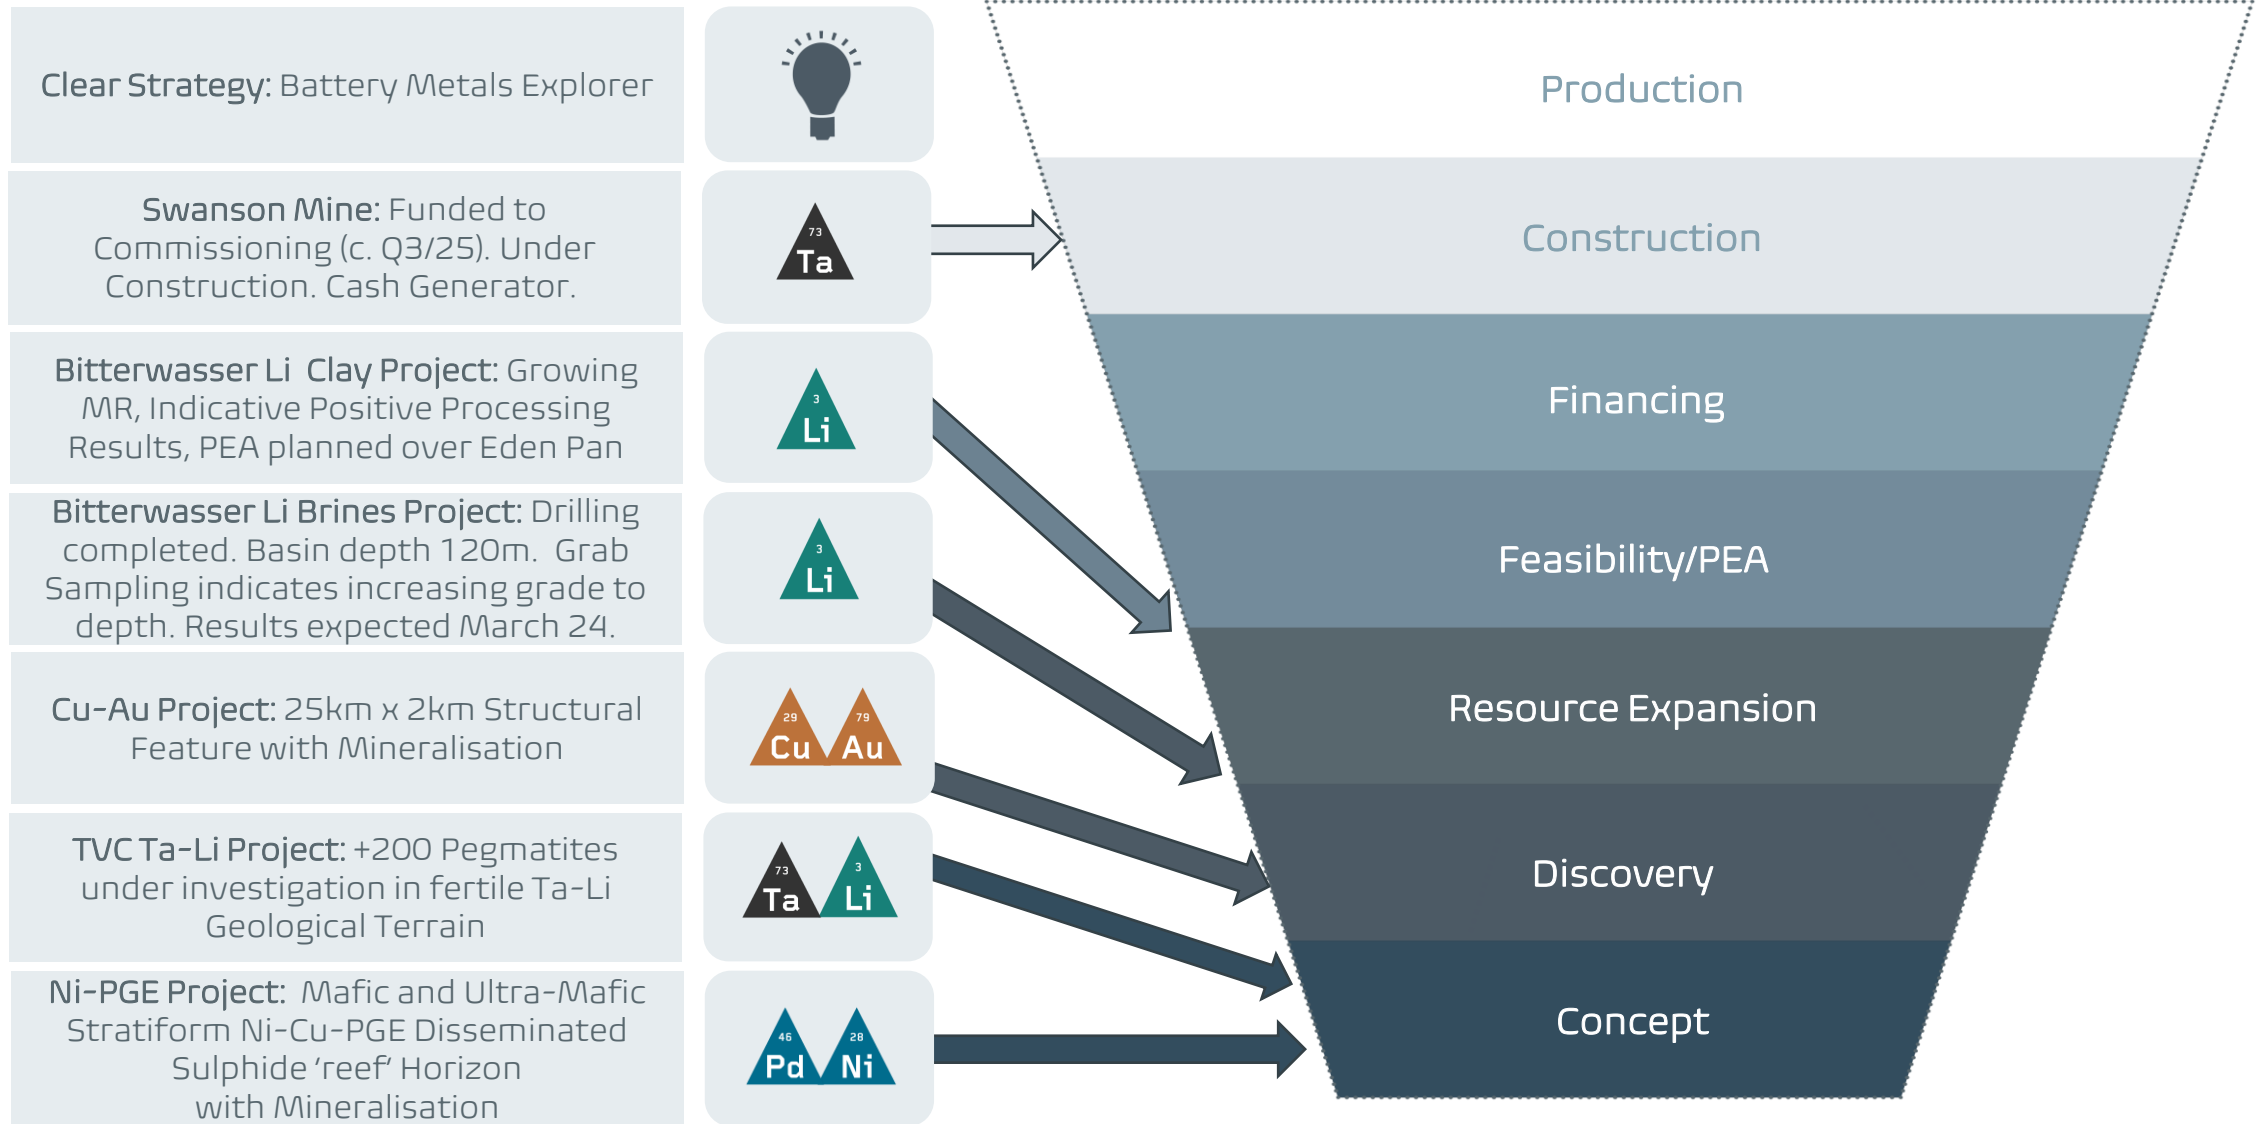 Clear Strategy: Battery Metals Explorer
Swanson Mine: Funded to
Commissioning (c. Q3/25). Under
Construction. Cash Generator.
73
Ta
Bitterwasser Li  Clay Project: Growing
MR, Indicative Positive Processing
Results, PEA planned over Eden Pan
3
Li
Bitterwasser Li Brines Project: Drilling
completed. Basin depth 120m.  Grab
Sampling indicates increasing grade to
depth. Results expected March 24.
3
Li
Cu-Au Project: 25km x 2km Structural
Feature with Mineralisation
29
Cu
79
Au
TVC Ta-Li Project: +200 Pegmatites
under investigation in fertile Ta-Li
Geological Terrain
73
Ta
3
Li
Ni-PGE Project:  Mafic and Ultra-Mafic
Stratiform Ni-Cu-PGE Disseminated
Sulphide ‘reef’ Horizon
with Mineralisation
46
Pd
28
Ni
Production
Construction
Financing
Feasibility/PEA
Resource Expansion
Discovery
Concept